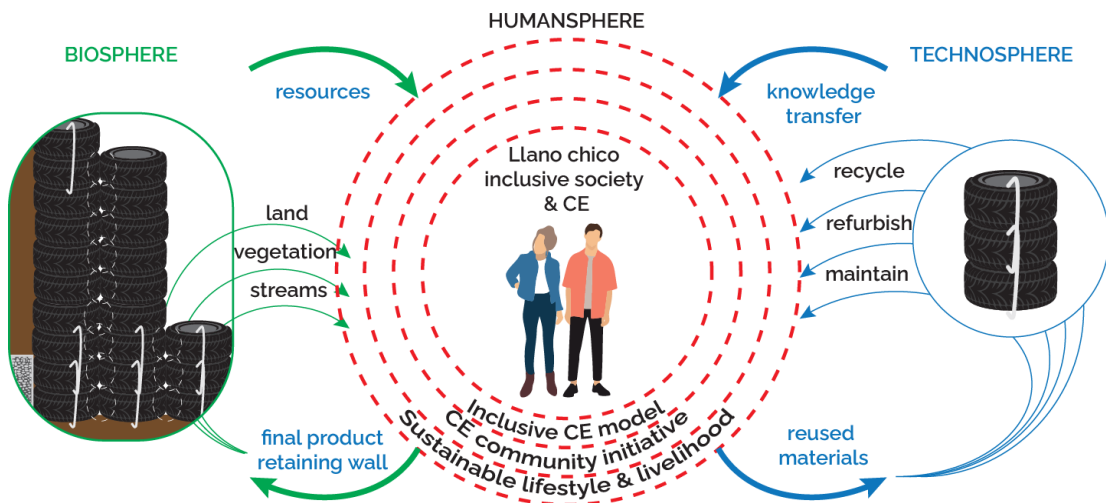 HUMANSPHERE
BIOSPHERE
TECHNOSPHERE
resources
knowledge
transfer
Llano chico
inclusive society
& CE
recycle
refurbish
maintain
land
vegetation
streams
Inclusive CE model
CE community initiative
Sustainable lifestyle & livelihood
final product
retaining wall
reused
materials